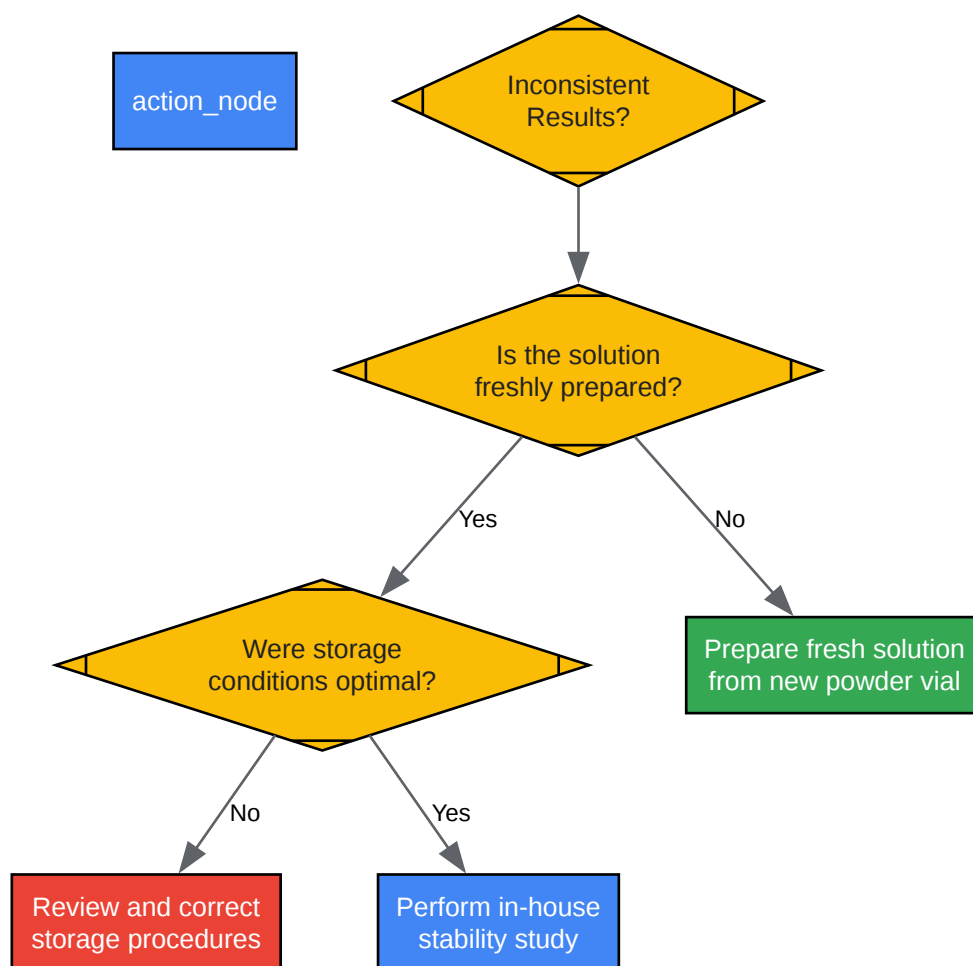 action_node
Inconsistent
Results?
Is the solution
freshly prepared?
Yes
No
Were storage
conditions optimal?
Prepare fresh solution
from new powder vial
No
Yes
Review and correct
storage procedures
Perform in-house
stability study